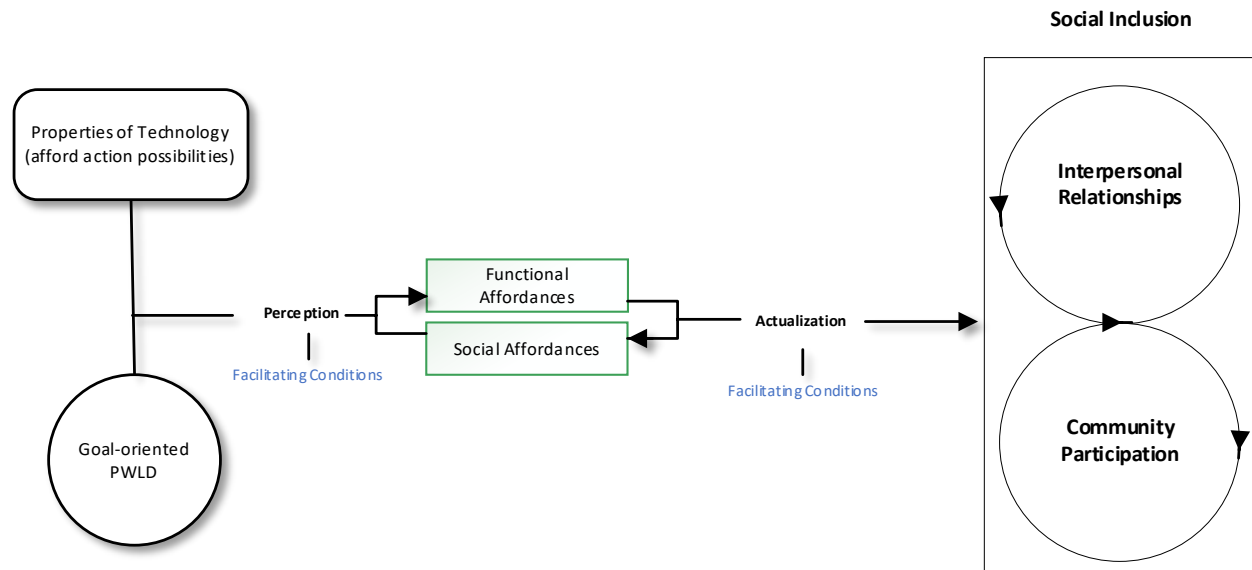 Social Inclusion
Properties of Technology
(afford action possibilities)
Interpersonal
Relationships
Functional
Affordances
Perception
Actualization
Social Affordances
Facilitating Conditions
Facilitating Conditions
Goal-oriented
PWLD
Community
Participation